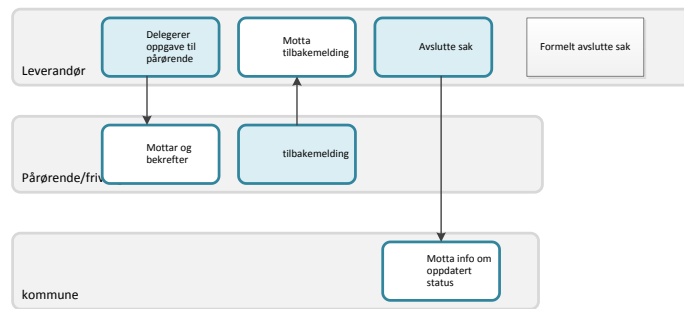 Leverandør
Delegerer
oppgave til
pårørende
Motta
tilbakemelding
Avslutte sak
Formelt avslutte sak
Pårørende/friv
Mottar og
bekrefter
tilbakemelding
kommune
Motta info om
oppdatert
status